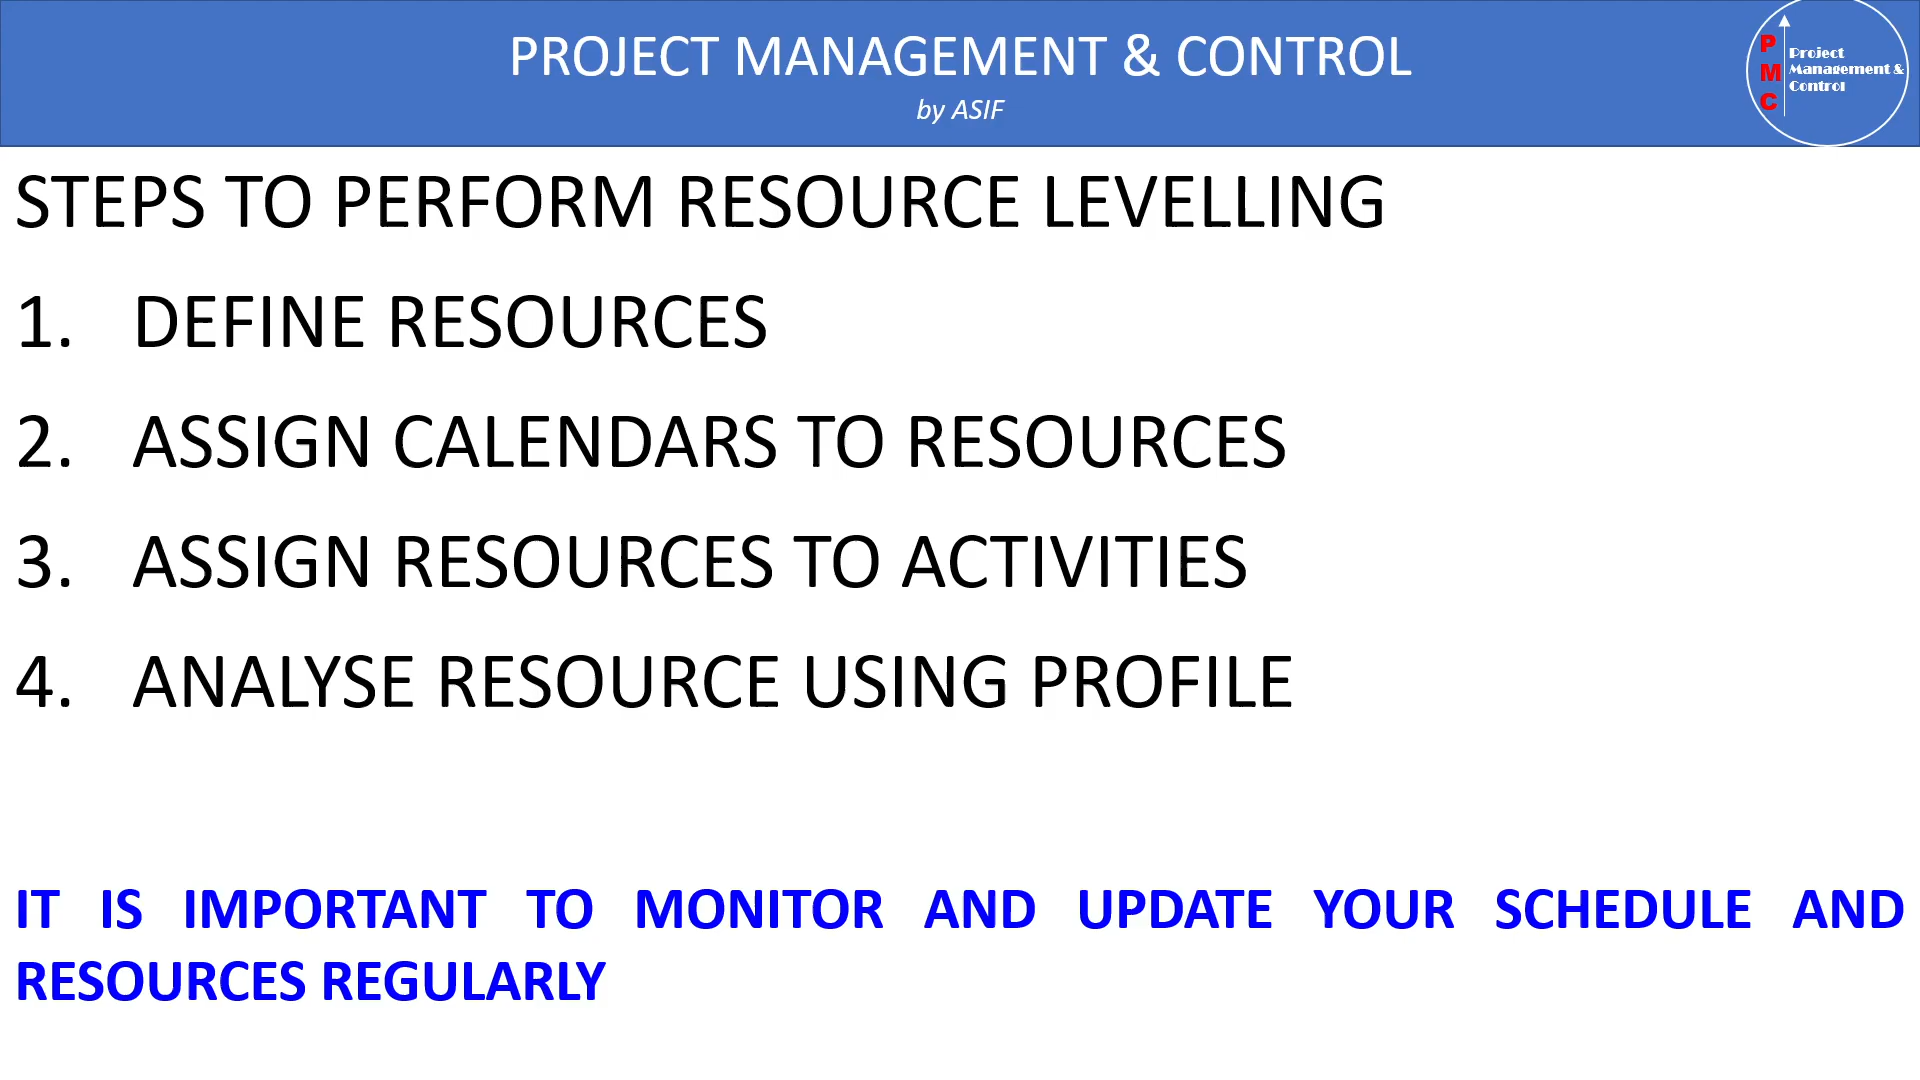 PROJECT MANAGEMENT & CONTROL
by ASIF
P
M
C
Project
Management &
Control
STEPS TO PERFORM RESOURCE LEVELLING
1. DEFINE RESOURCES
2. ASSIGN CALENDARS TO RESOURCES
3. ASSIGN RESOURCES TO ACTIVITIES
4. ANALYSE RESOURCE USING PROFILE
IT IS IMPORTANT TO MONITOR AND UPDATE YOUR SCHEDULE AND
RESOURCES REGULARLY